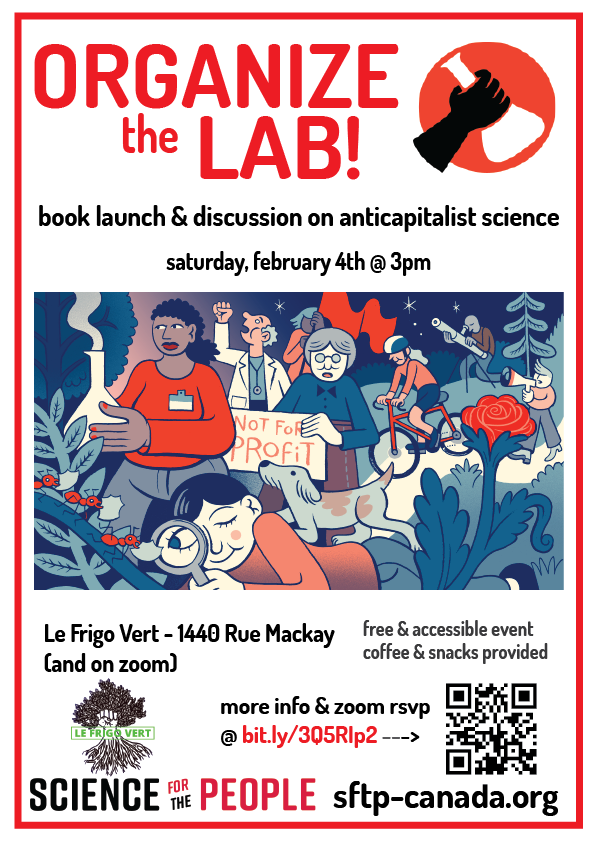 ORGANIZE
the LAB!
book launch & discussion on anticapitalist science
saturday, february 4th @ 3pm
NOT FOR
PROFIT
Le Frigo Vert - 1440 Rue Mackay
(and on zoom)
free & accessible event
coffee & snacks provided
LE FRIGO VERT
more info & zoom rsvp
@ bit.ly/3Q5RIp2 --->
SCIENCE FOR THE PEOPLE
sftp-canada.org